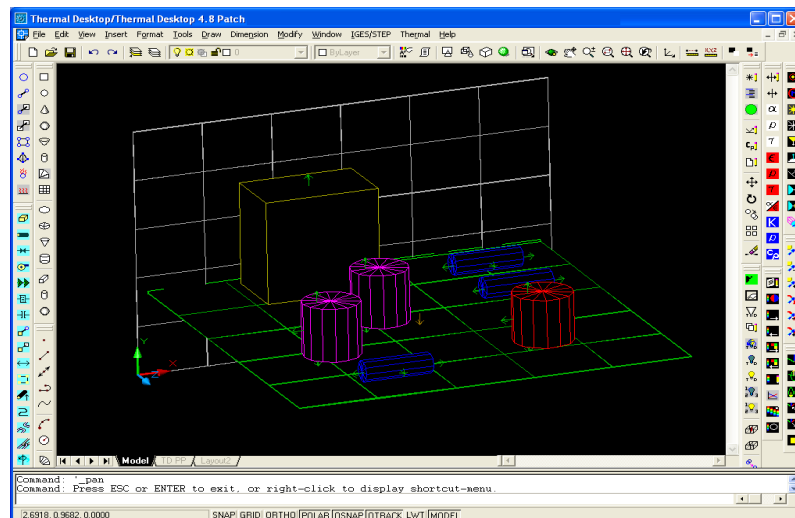 Thermal Desktop/Thermal Desktop 4.8 Patch
File Edit View Insert Format Tools Draw Dimension Modify Window IGES/STEP Thermal Help
0 ByLayer
Y
X
Z
Model TD PP Layout2
Command: '_pan
Command: Press ESC or ENTER to exit, or right-click to display shortcut-menu.
2.6918, 0.9682, 0.0000 SNAP GRID ORTHO POLAR OSNAP OTRACK LWT MODEL